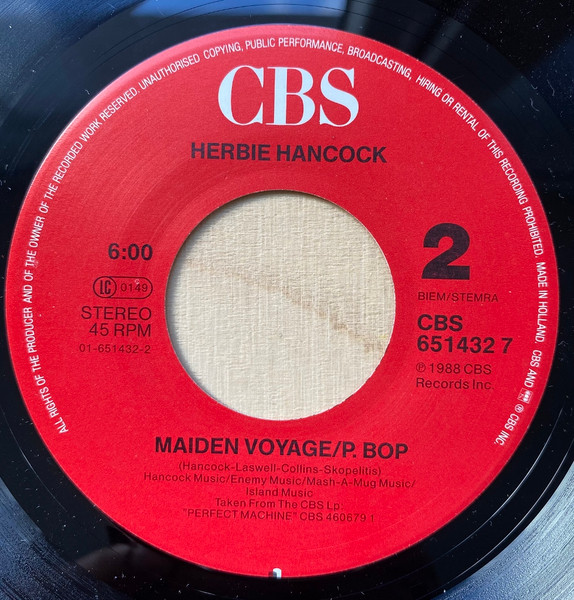 ALL RIGHTS OF THE PRODUCER AND OF THE OWNER OF THE RECORDED WORK RESERVED. UNAUTHORISED COPYING, PUBLIC PERFORMANCE, BROADCASTING, HIRING OR RENTAL OF THIS RECORDING PROHIBITED. MADE IN HOLLAND. CBS AND ® CBS INC.
CBS
HERBIE HANCOCK
6:00
LC 0149
STEREO
45 RPM
01-651432-2
2
BIEM/STEMRA
CBS
651432 7
℗ 1988 CBS
Records Inc.
MAIDEN VOYAGE/P. BOP
(Hancock-Laswell-Collins-Skopelitis)
Hancock Music/Enemy Music/Mash-A-Mug Music/
Island Music
Taken From The CBS Lp.
"PERFECT MACHINE" CBS 460679 1